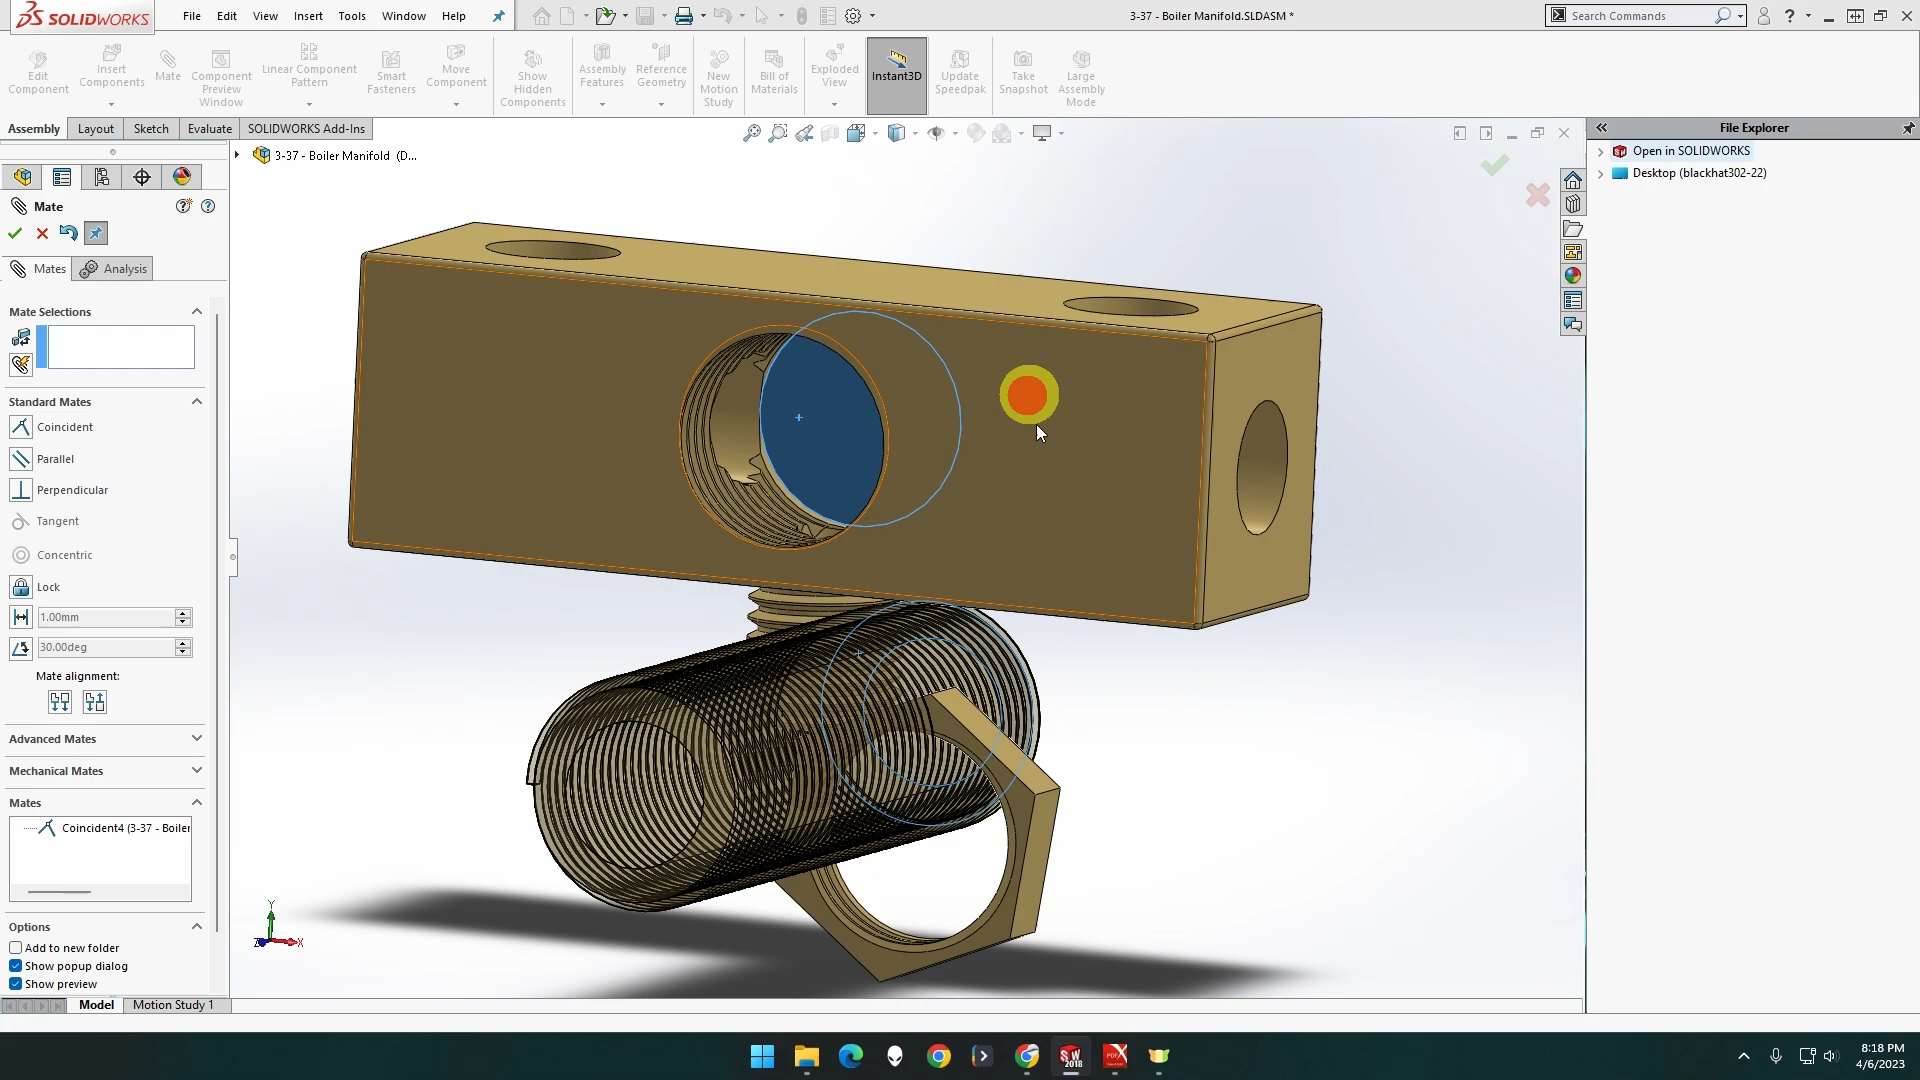 SOLIDWORKS
File Edit View Insert Tools Window Help
3-37 - Boiler Manifold.SLDASM *
Search Commands
Edit Component
Insert Components
Mate
Component Preview Window
Linear Component Pattern
Smart Fasteners
Move Component
Show Hidden Components
Assembly Features
Reference Geometry
New Motion Study
Bill of Materials
Exploded View
Instant3D
Update Speedpak
Take Snapshot
Large Assembly Mode
Assembly Layout Sketch Evaluate SOLIDWORKS Add-Ins
3-37 - Boiler Manifold (D...
File Explorer
Open in SOLIDWORKS
Desktop (blackhat302-22)
Mate
Mates Analysis
Mate Selections
Standard Mates
Coincident
Parallel
Perpendicular
Tangent
Concentric
Lock
1.00mm
30.00deg
Mate alignment:
Advanced Mates
Mechanical Mates
Mates
Coincident4 (3-37 - Boiler
Options
Add to new folder
Show popup dialog
Show preview
Y
X
Z
Model Motion Study 1
SW
2018
PDF
8:18 PM
4/6/2023